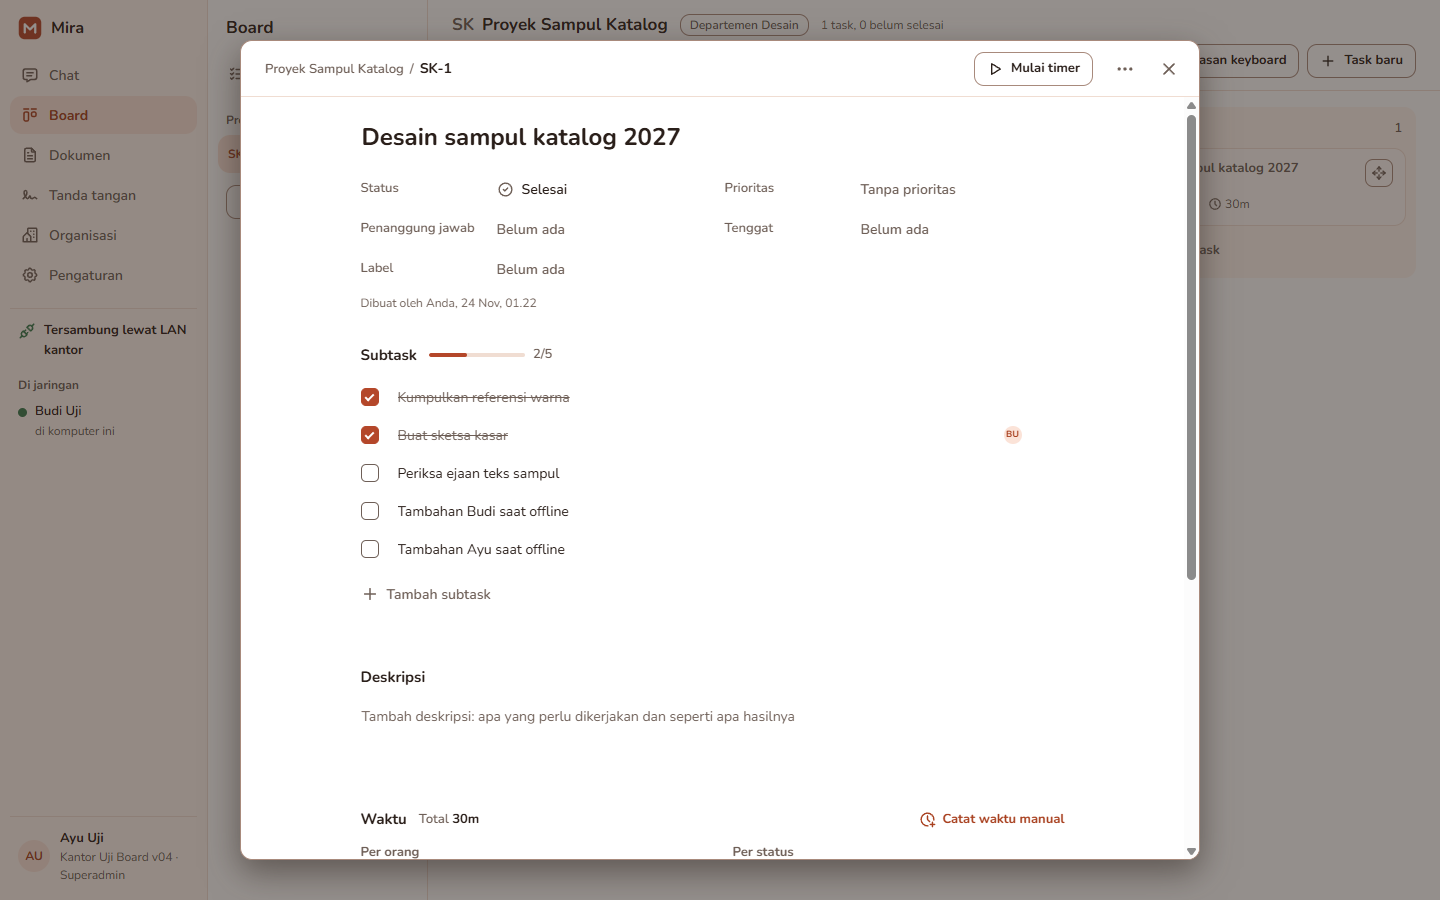 Mira
Chat
Board
Dokumen
Tanda tangan
Organisasi
Pengaturan
Tersambung lewat LAN
kantor
Di jaringan
Budi Uji
di komputer ini
AU
Ayu Uji
Kantor Uji Board v04 ·
Superadmin
Board
SK Proyek Sampul Katalog
Departemen Desain
1 task, 0 belum selesai
asan keyboard
Task baru
1
pul katalog 2027
30m
ask
Proyek Sampul Katalog / SK-1
Mulai timer
Desain sampul katalog 2027
Status Selesai
Prioritas Tanpa prioritas
Penanggung jawab Belum ada
Tenggat Belum ada
Label Belum ada
Dibuat oleh Anda, 24 Nov, 01.22
Subtask 2/5
Kumpulkan referensi warna
Buat sketsa kasar
BU
Periksa ejaan teks sampul
Tambahan Budi saat offline
Tambahan Ayu saat offline
Tambah subtask
Deskripsi
Tambah deskripsi: apa yang perlu dikerjakan dan seperti apa hasilnya
Waktu Total 30m
Catat waktu manual
Per orang
Per status